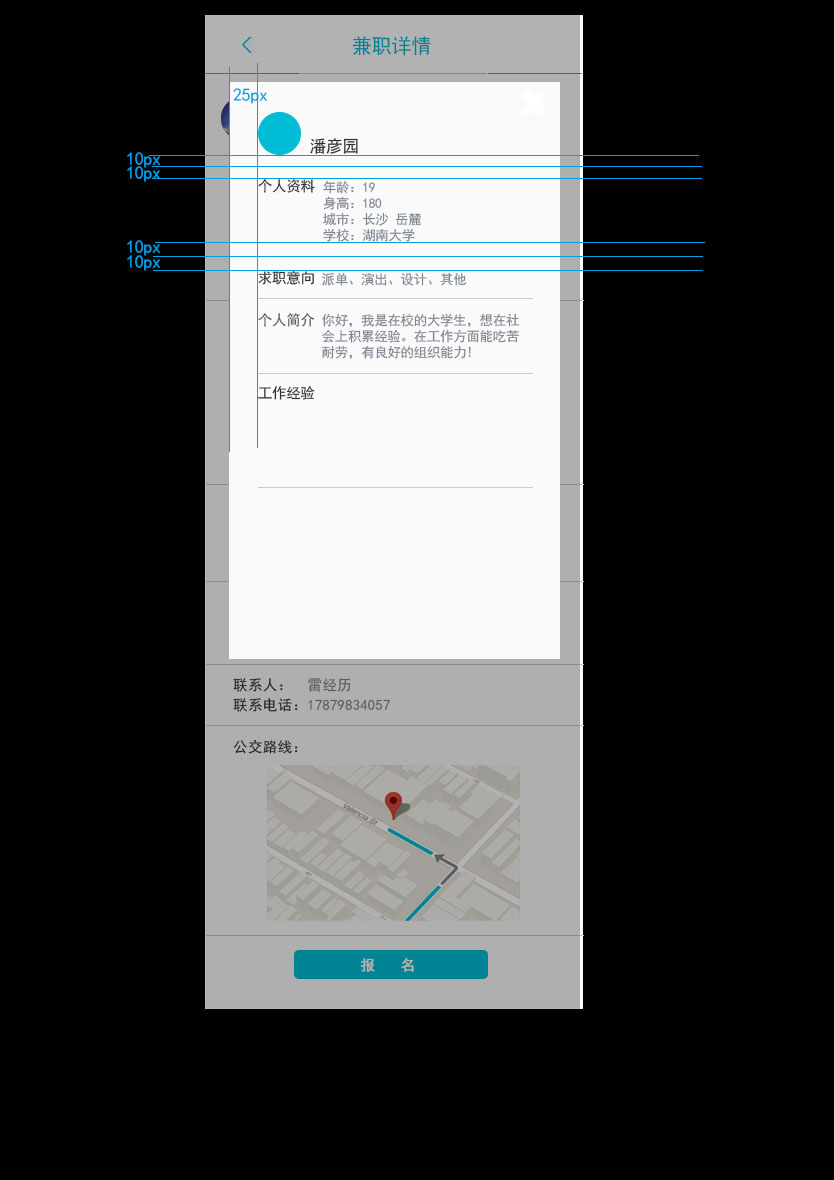 兼职详情
25px
潘彦园
10px
10px
个人资料 年龄：19
身高：180
城市：长沙 岳麓
学校：湖南大学
10px
10px
求职意向 派单、演出、设计、其他
个人简介 你好，我是在校的大学生，想在社
会上积累经验。在工作方面能吃苦
耐劳，有良好的组织能力！
工作经验
联系人： 雷经历
联系电话：17879834057
公交路线：
Valencia St
报 名